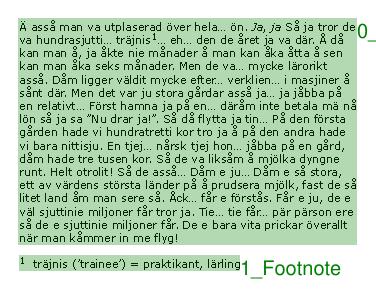 Ä asså man va utplaserad över hela... ön. Ja, ja Så ja tror de
va hundrasjutti... träjnis¹... eh... den de året ja va där. Å då
kan man å, ja åkte nie månader å man kan åka åtta å sen
kan man åka seks månader. Men de va... mycke lärorikt
asså. Dåm ligger väldit mycke efter... verklien... i masjiner å
sånt där. Men det var ju stora gårdar asså ja... ja jåbba på
en relativt... Först hamna ja på en... däråm inte betala må nå
lön så ja sa ”Nu drar ja!”. Så då flytta ja tin... På den första
gården hade vi hundratretti kor tro ja å på den andra hade
vi bara nittisju. En tjej... nårsk tjej hon... jåbba på en gård,
dåm hade tre tusen kor. Så de va liksåm å mjölka dyngne
runt. Helt otrolit! Så de asså... Dåm e ju... Dåm e så stora,
ett av värdens största länder på å prudsera mjölk, fast de så
litet land åm man sere så. Äck... får e förstås. Får e ju, de e
väl sjuttinie miljoner får tror ja. Tie... tie får... pär pärson ere
så de e sjuttinie miljoner får. De e bara vita prickar överallt
når man kåmmer in me flyg!
¹ träjnis (’trainee’) = praktikant, lärling
0_
1_Footnote